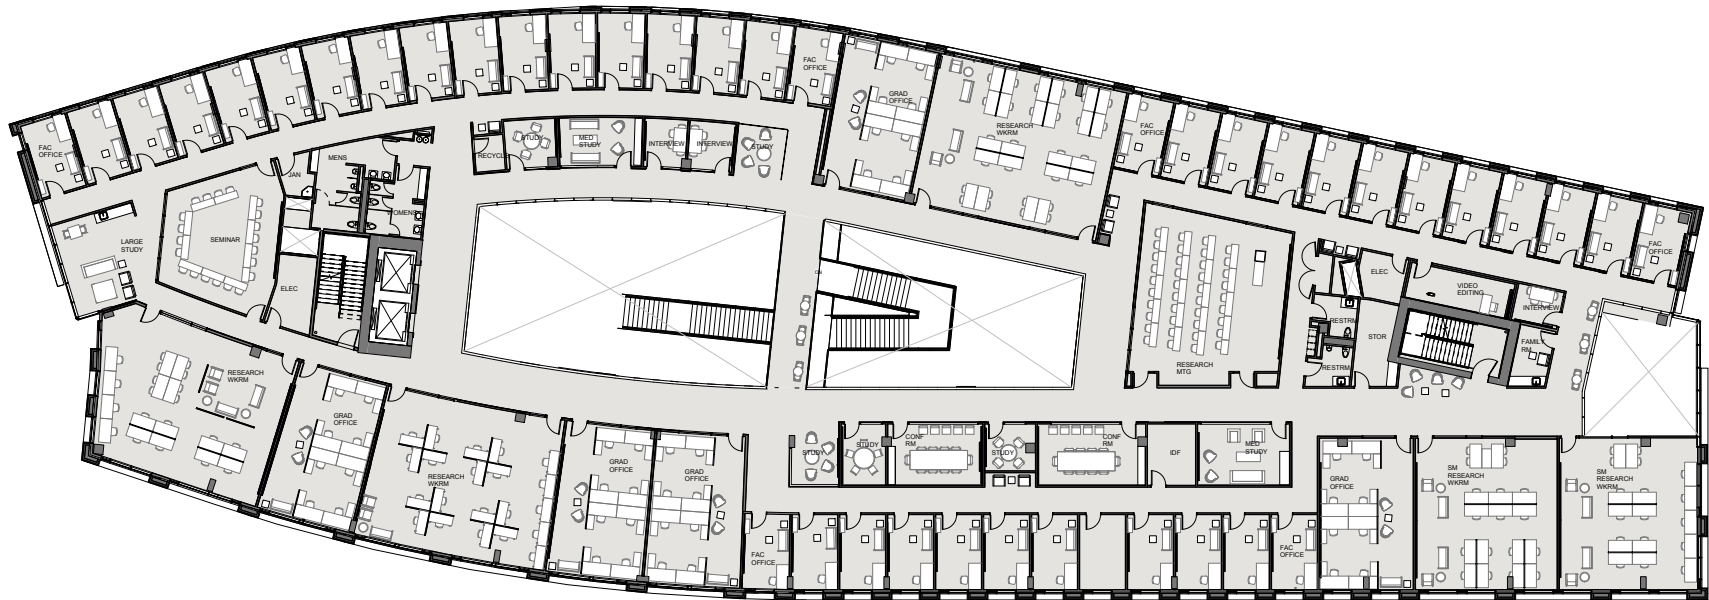 FAC
OFFICE
GRAD
OFFICE
RESEARCH
WKRM
FAC
OFFICE
FAC
OFFICE
STUDY
MED
STUDY
INTERVIEW
INTERVIEW
STUDY
RECYCLE
MENS
JAN
WOMENS
FAC
OFFICE
LARGE
STUDY
SEMINAR
ELEC
DN
ELEC
VIDEO
EDITING
INTERVIEW
RESTRM
STOR
FAMILY
RM
RESTRM
RESEARCH
MTG
RESEARCH
WKRM
GRAD
OFFICE
RESEARCH
WKRM
GRAD
OFFICE
GRAD
OFFICE
STUDY
STUDY
CONF
RM
STUDY
CONF
RM
IDF
MED
STUDY
GRAD
OFFICE
SM
RESEARCH
WKRM
SM
RESEARCH
WKRM
FAC
OFFICE
FAC
OFFICE